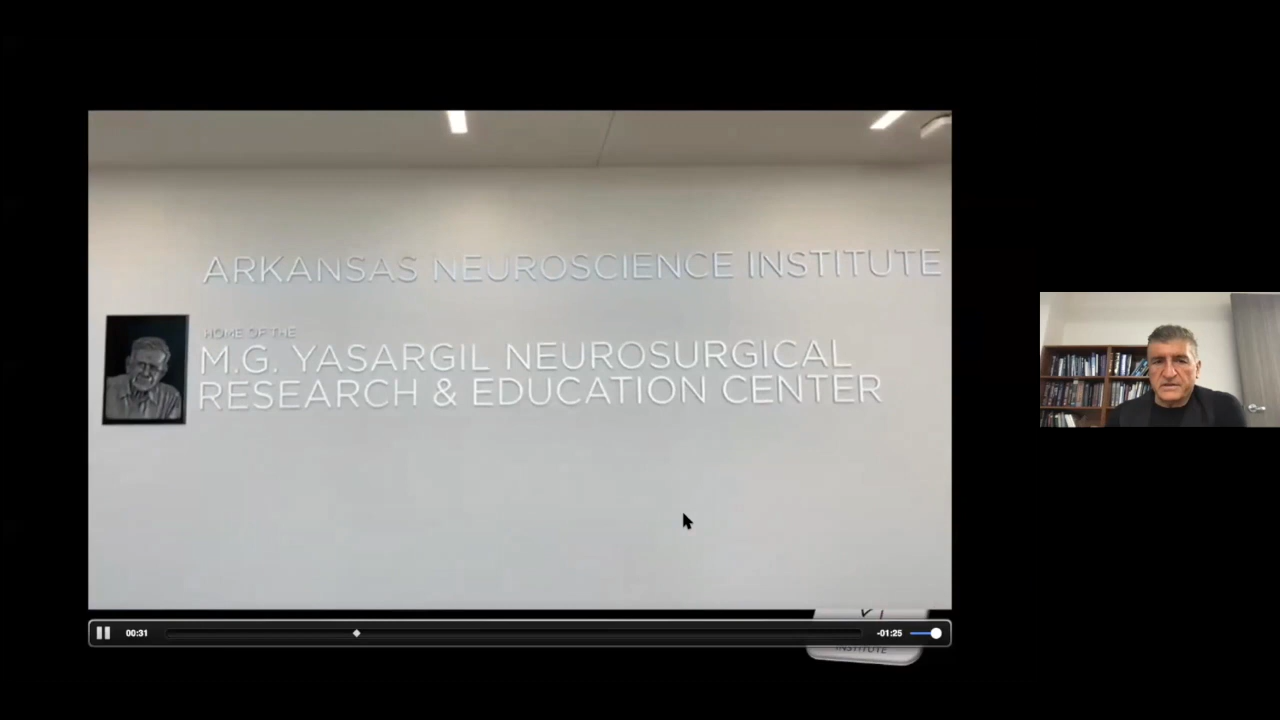 ARKANSAS NEUROSCIENCE INSTITUTE
HOME OF THE
M.G. YASARGIL NEUROSURGICAL
RESEARCH & EDUCATION CENTER
00:31
-01:25
INSTITUTE